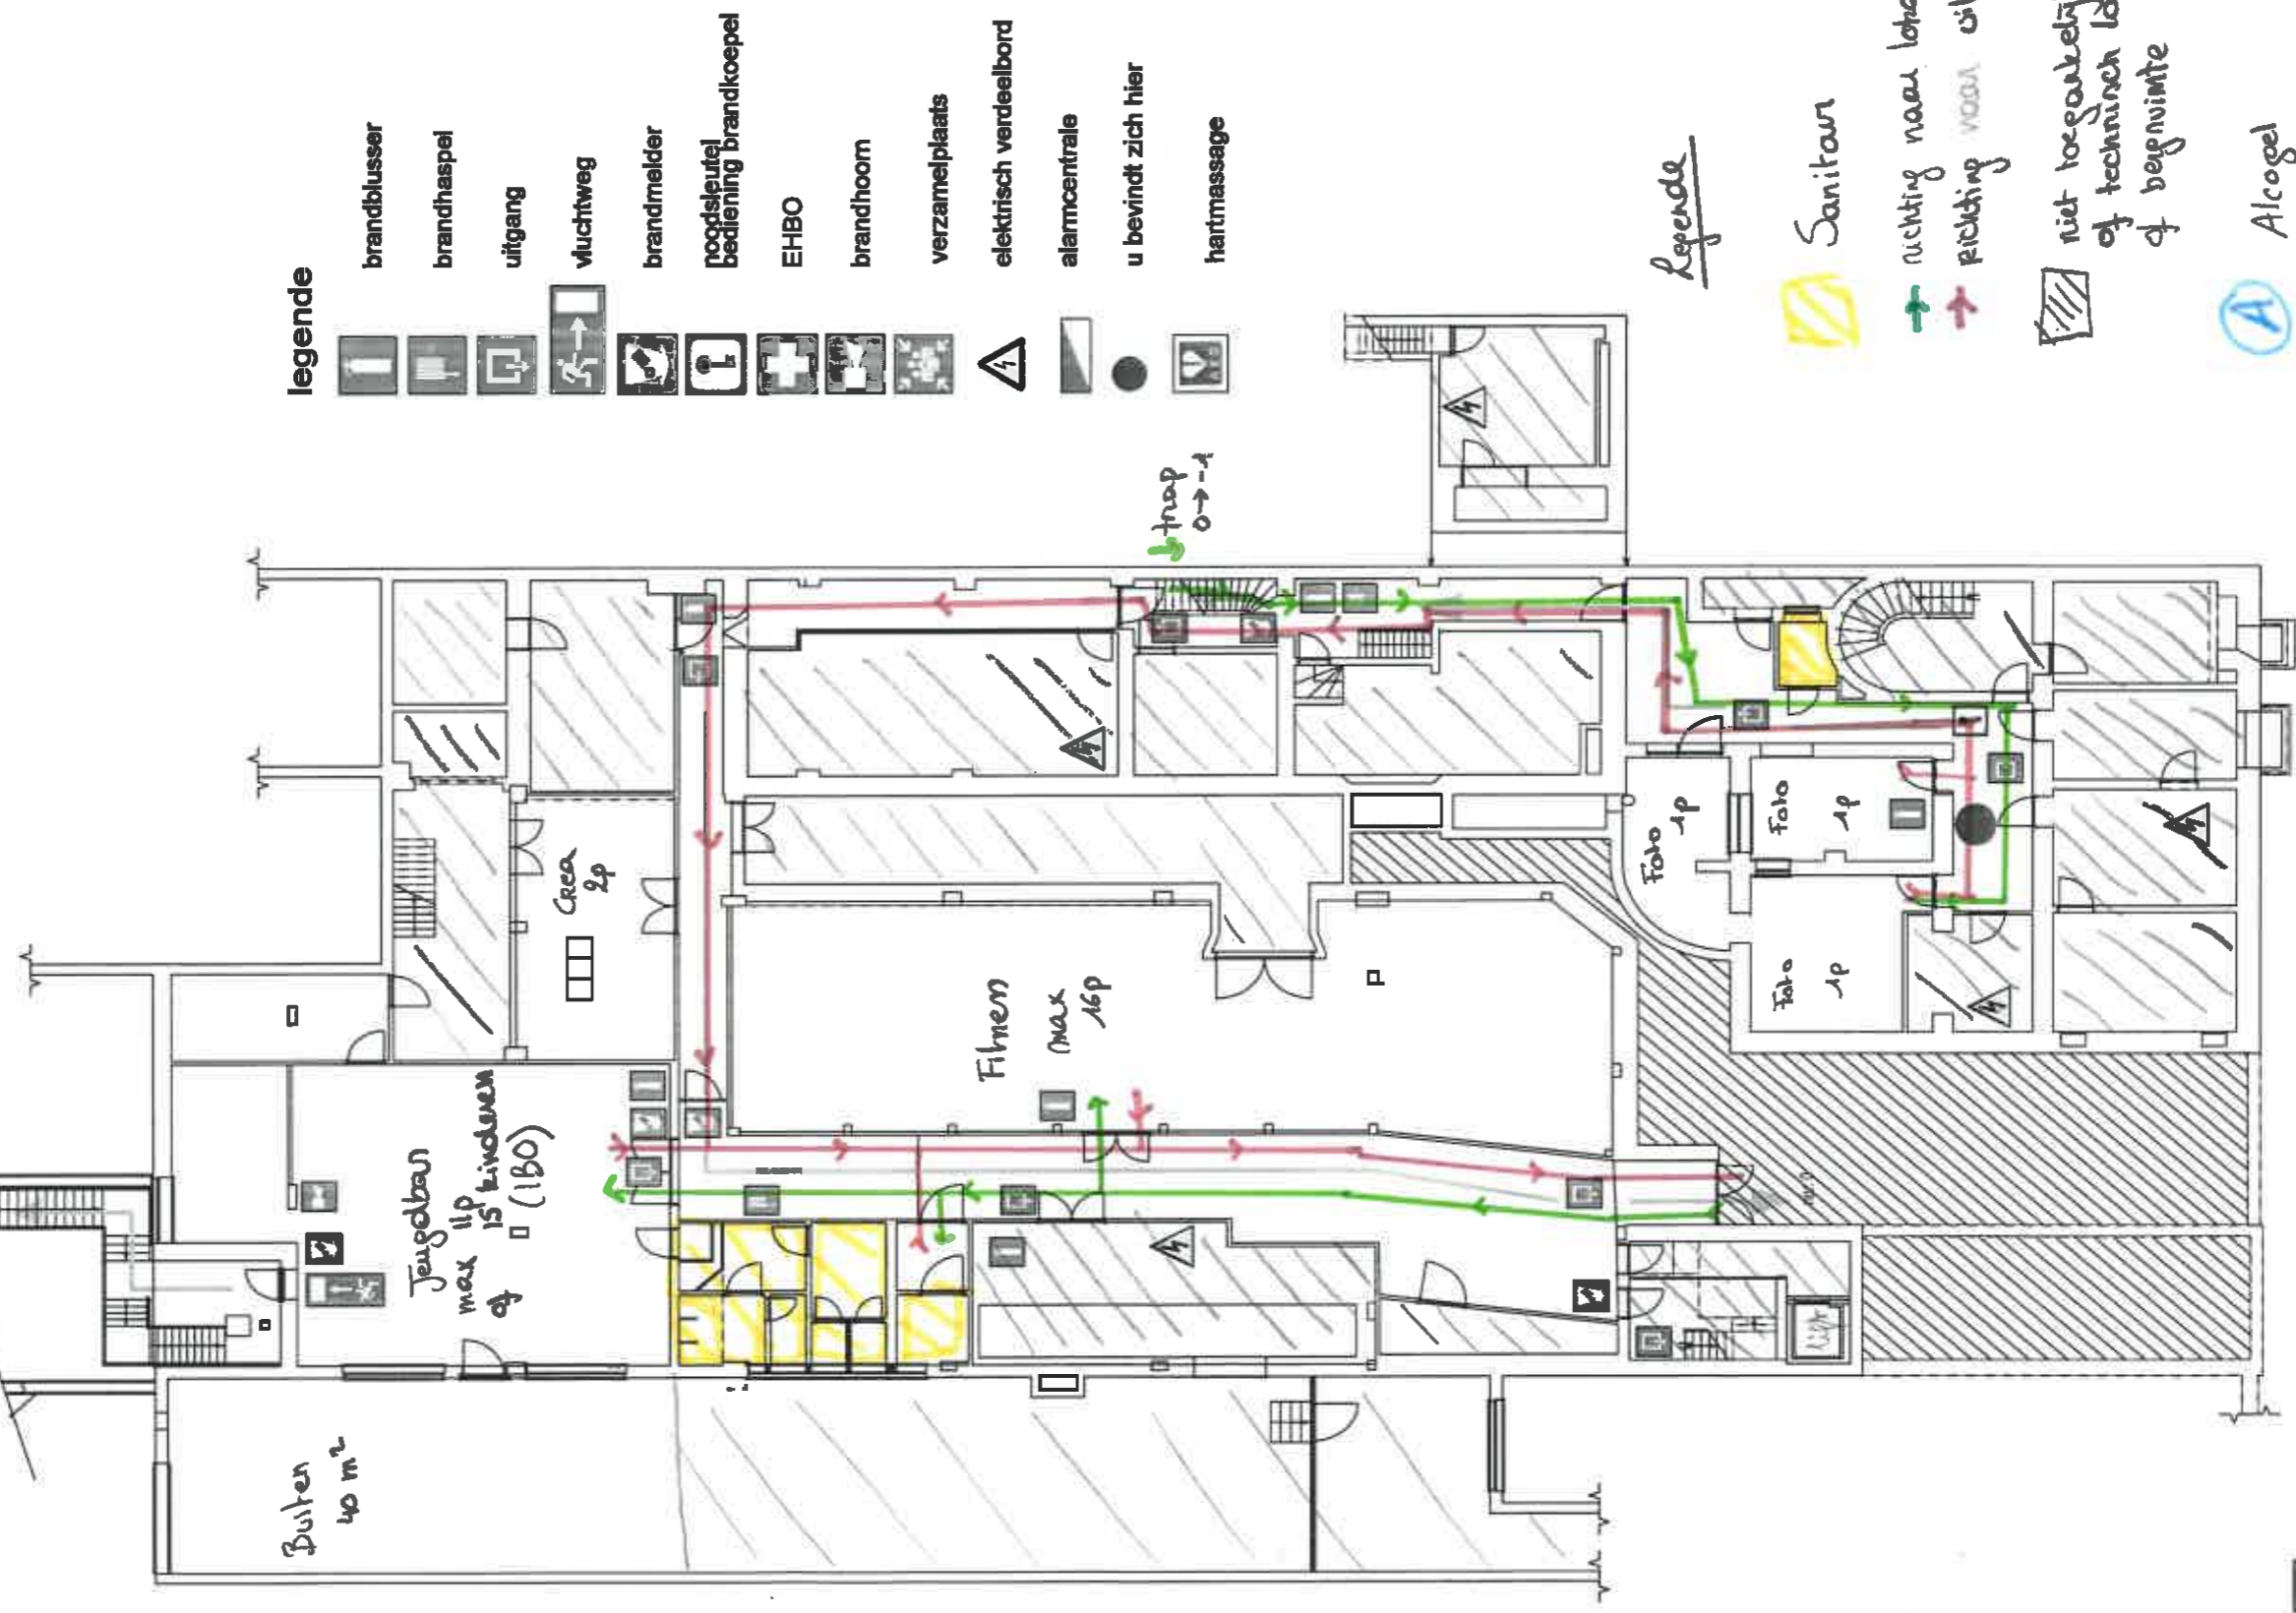 legende
brandblusser
brandhaspel
uitgang
vluchtweg
brandmelder
noodsleutel
bediening brandkoepel
EHBO
brandhoorn
verzamelplaats
elektrisch verdeelbord
alarmcentrale
u bevindt zich hier
hartmassage
Legende
Sanitair
richting naar
Richting naar
niet
of technisch
of bergruimte
A Alcogel
trap
0→-1
Crea
2p
Jeugdbar
max 11p
of 15 kinderen
(IBO)
Filmen
max
16p
Foto
1p
Foto
1p
Foto
1p
Buiten
40 m²
lift